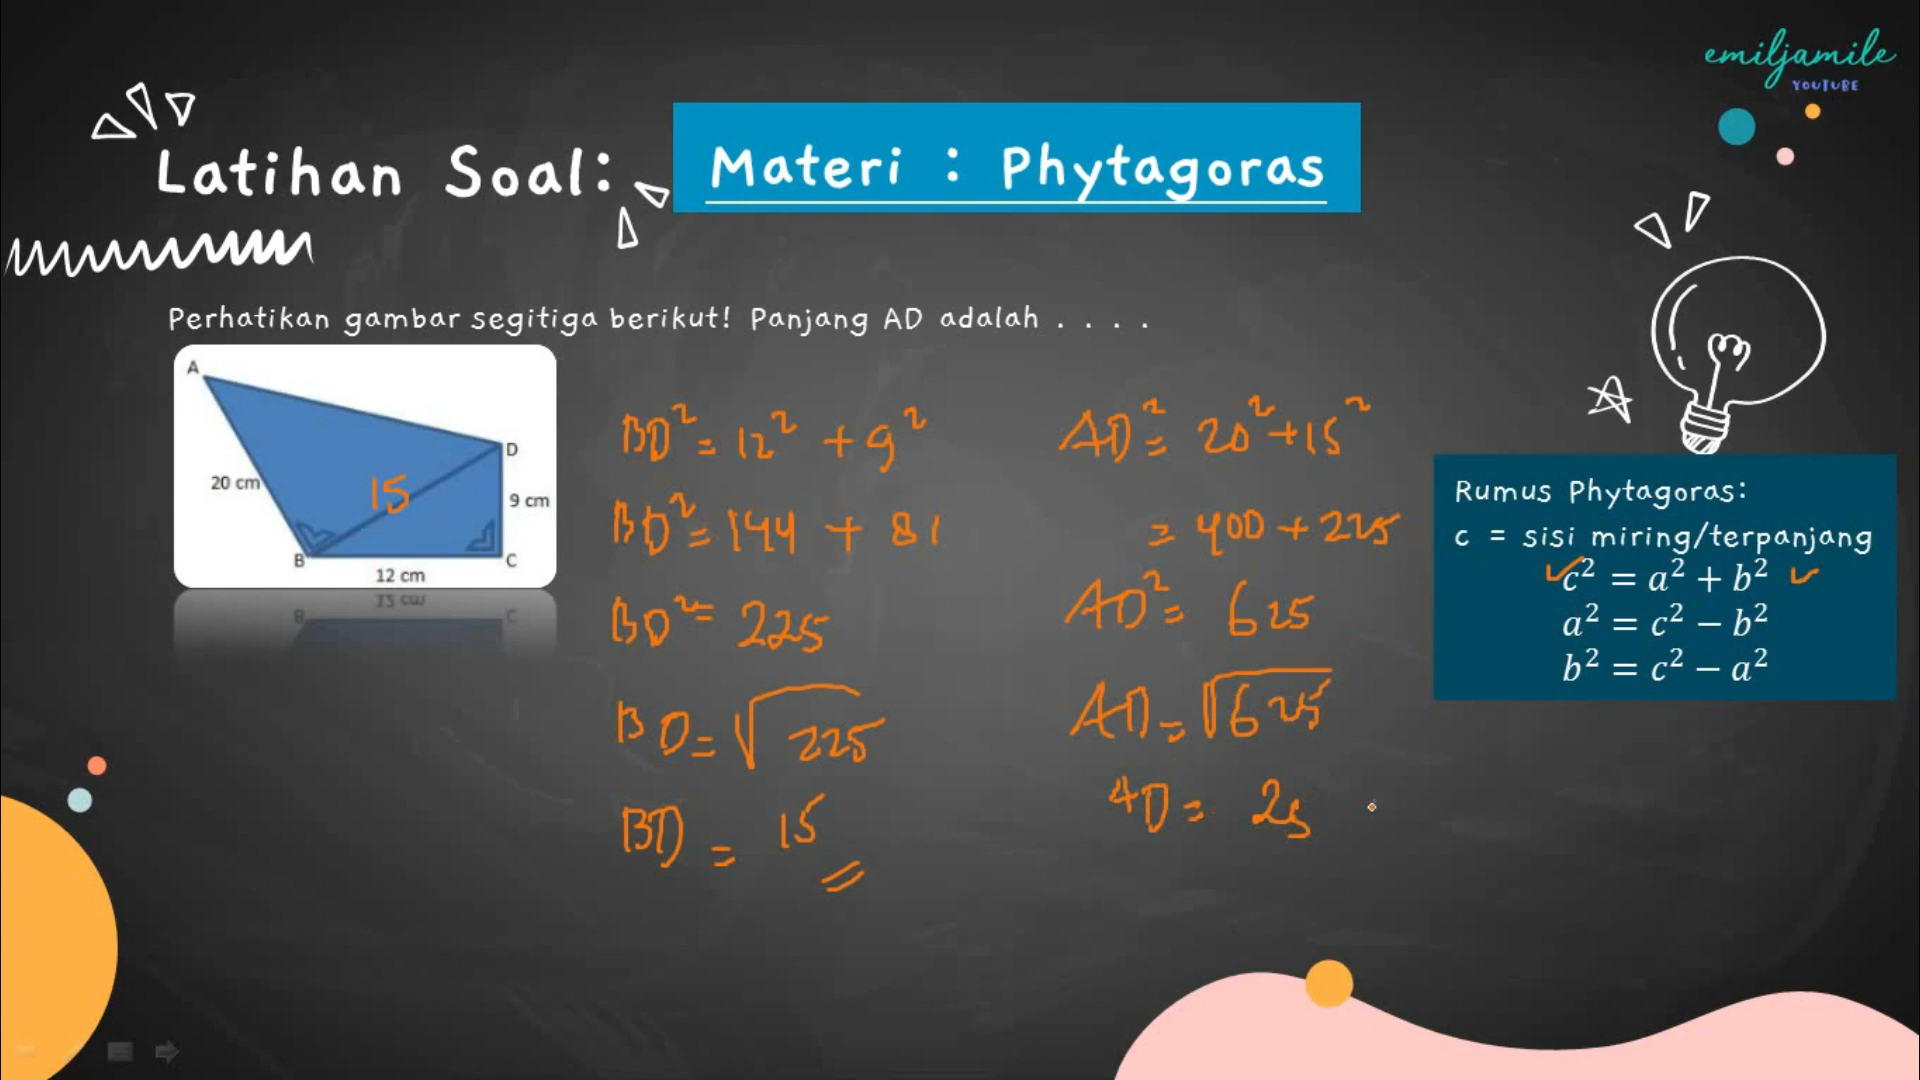 emiljamile
YOUTUBE
Latihan Soal:
Materi : Phytagoras
Perhatikan gambar segitiga berikut! Panjang AD adalah . . . .
A
D
20 cm
15
9 cm
B
C
12 cm
BD² = 12² + 9²
BD² = 144 + 81
BD² = 225
BD = √225
BD = 15
AD² = 20² + 15²
= 400 + 225
AD² = 625
AD = √625
AD = 25
Rumus Phytagoras:
c = sisi miring/terpanjang
c² = a² + b²
a² = c² − b²
b² = c² − a²